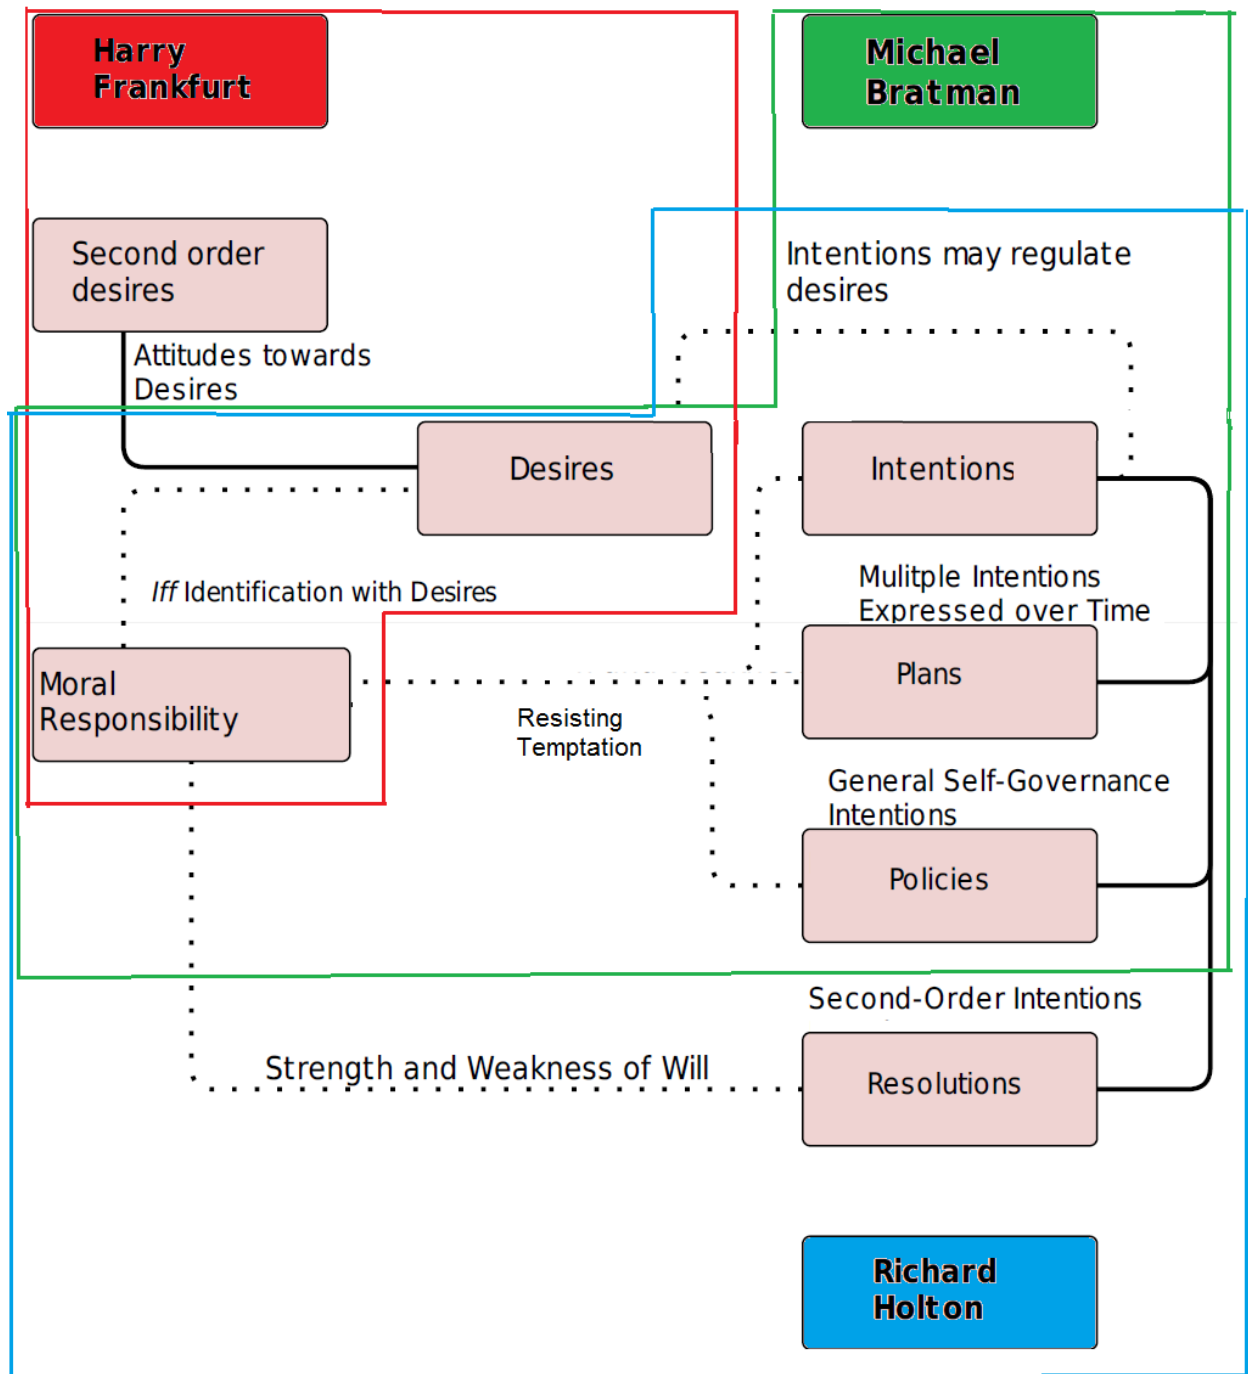 Harry
Frankfurt
Michael
Bratman
Second order
desires
Intentions may regulate
desires
Attitudes towards
Desires
Desires
Intentions
Iff Identification with Desires
Mulitple Intentions
Expressed over Time
Moral
Responsibility
Plans
Resisting
Temptation
General Self-Governance
Intentions
Policies
Second-Order Intentions
Strength and Weakness of Will
Resolutions
Richard
Holton